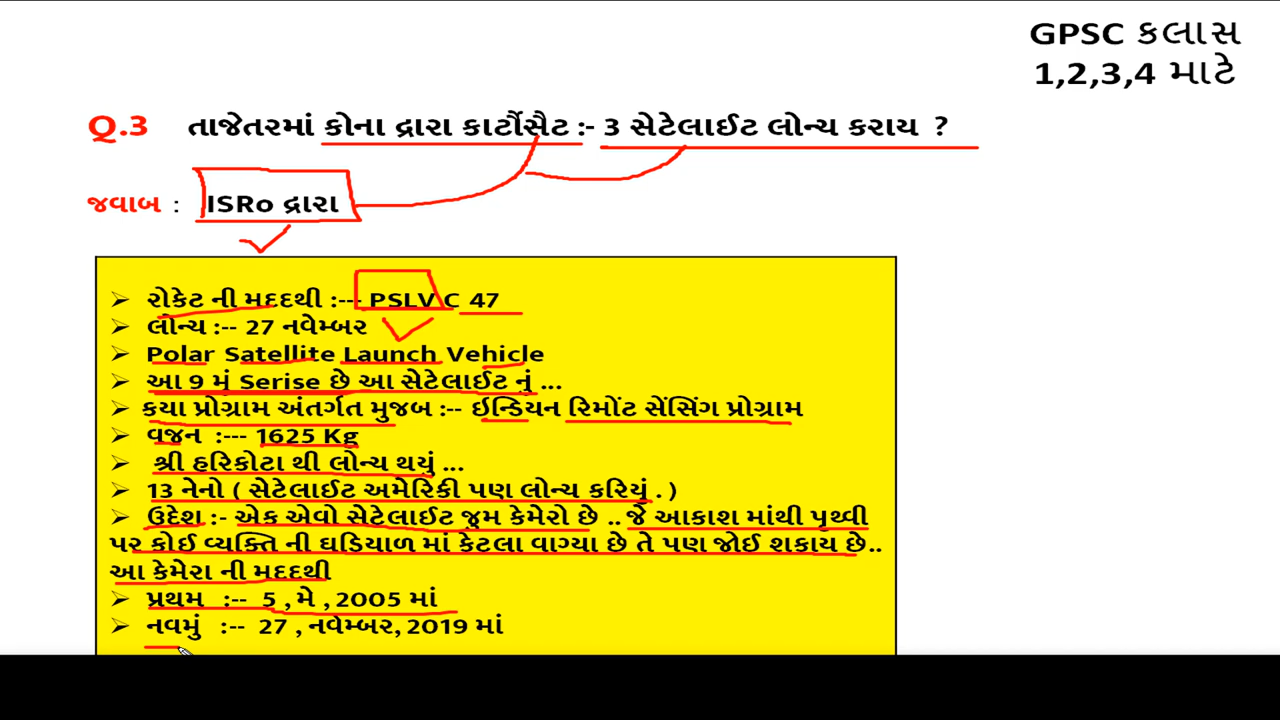 GPSC કલાસ
1,2,3,4 માટે
Q.3 તાજેતરમાં કોના દ્રારા કાર્ટોસૈટ :- 3 સેટેલાઈટ લોન્ચ કરાય ?
જવાબ : ISRo દ્રારા
➢ રોકેટ ની મદદથી :--- PSLV C 47
➢ લોન્ચ :-- 27 નવેમ્બર
➢ Polar Satellite Launch Vehicle
➢ આ 9 મું Serise છે આ સેટેલાઈટ નું ...
➢ કયા પ્રોગ્રામ અંતર્ગત મુજબ :-- ઇન્ડિયન રિમોંટ સેંસિંગ પ્રોગ્રામ
➢ વજન :--- 1625 Kg
➢ શ્રી હરિકોટા થી લોન્ચ થયું ...
➢ 13 નેનો ( સેટેલાઈટ અમેરિકી પણ લોન્ચ કરિયું . )
➢ ઉદેશ :- એક એવો સેટેલાઈટ જુમ કેમેરો છે .. જે આકાશ માંથી પૃથ્વી
પર કોઈ વ્યક્તિ ની ઘડિયાળ માં કેટલા વાગ્યા છે તે પણ જોઈ શકાય છે..
આ કેમેરા ની મદદથી
➢ પ્રથમ :-- 5 , મે , 2005 માં
➢ નવમું :-- 27 , નવેમ્બર, 2019 માં